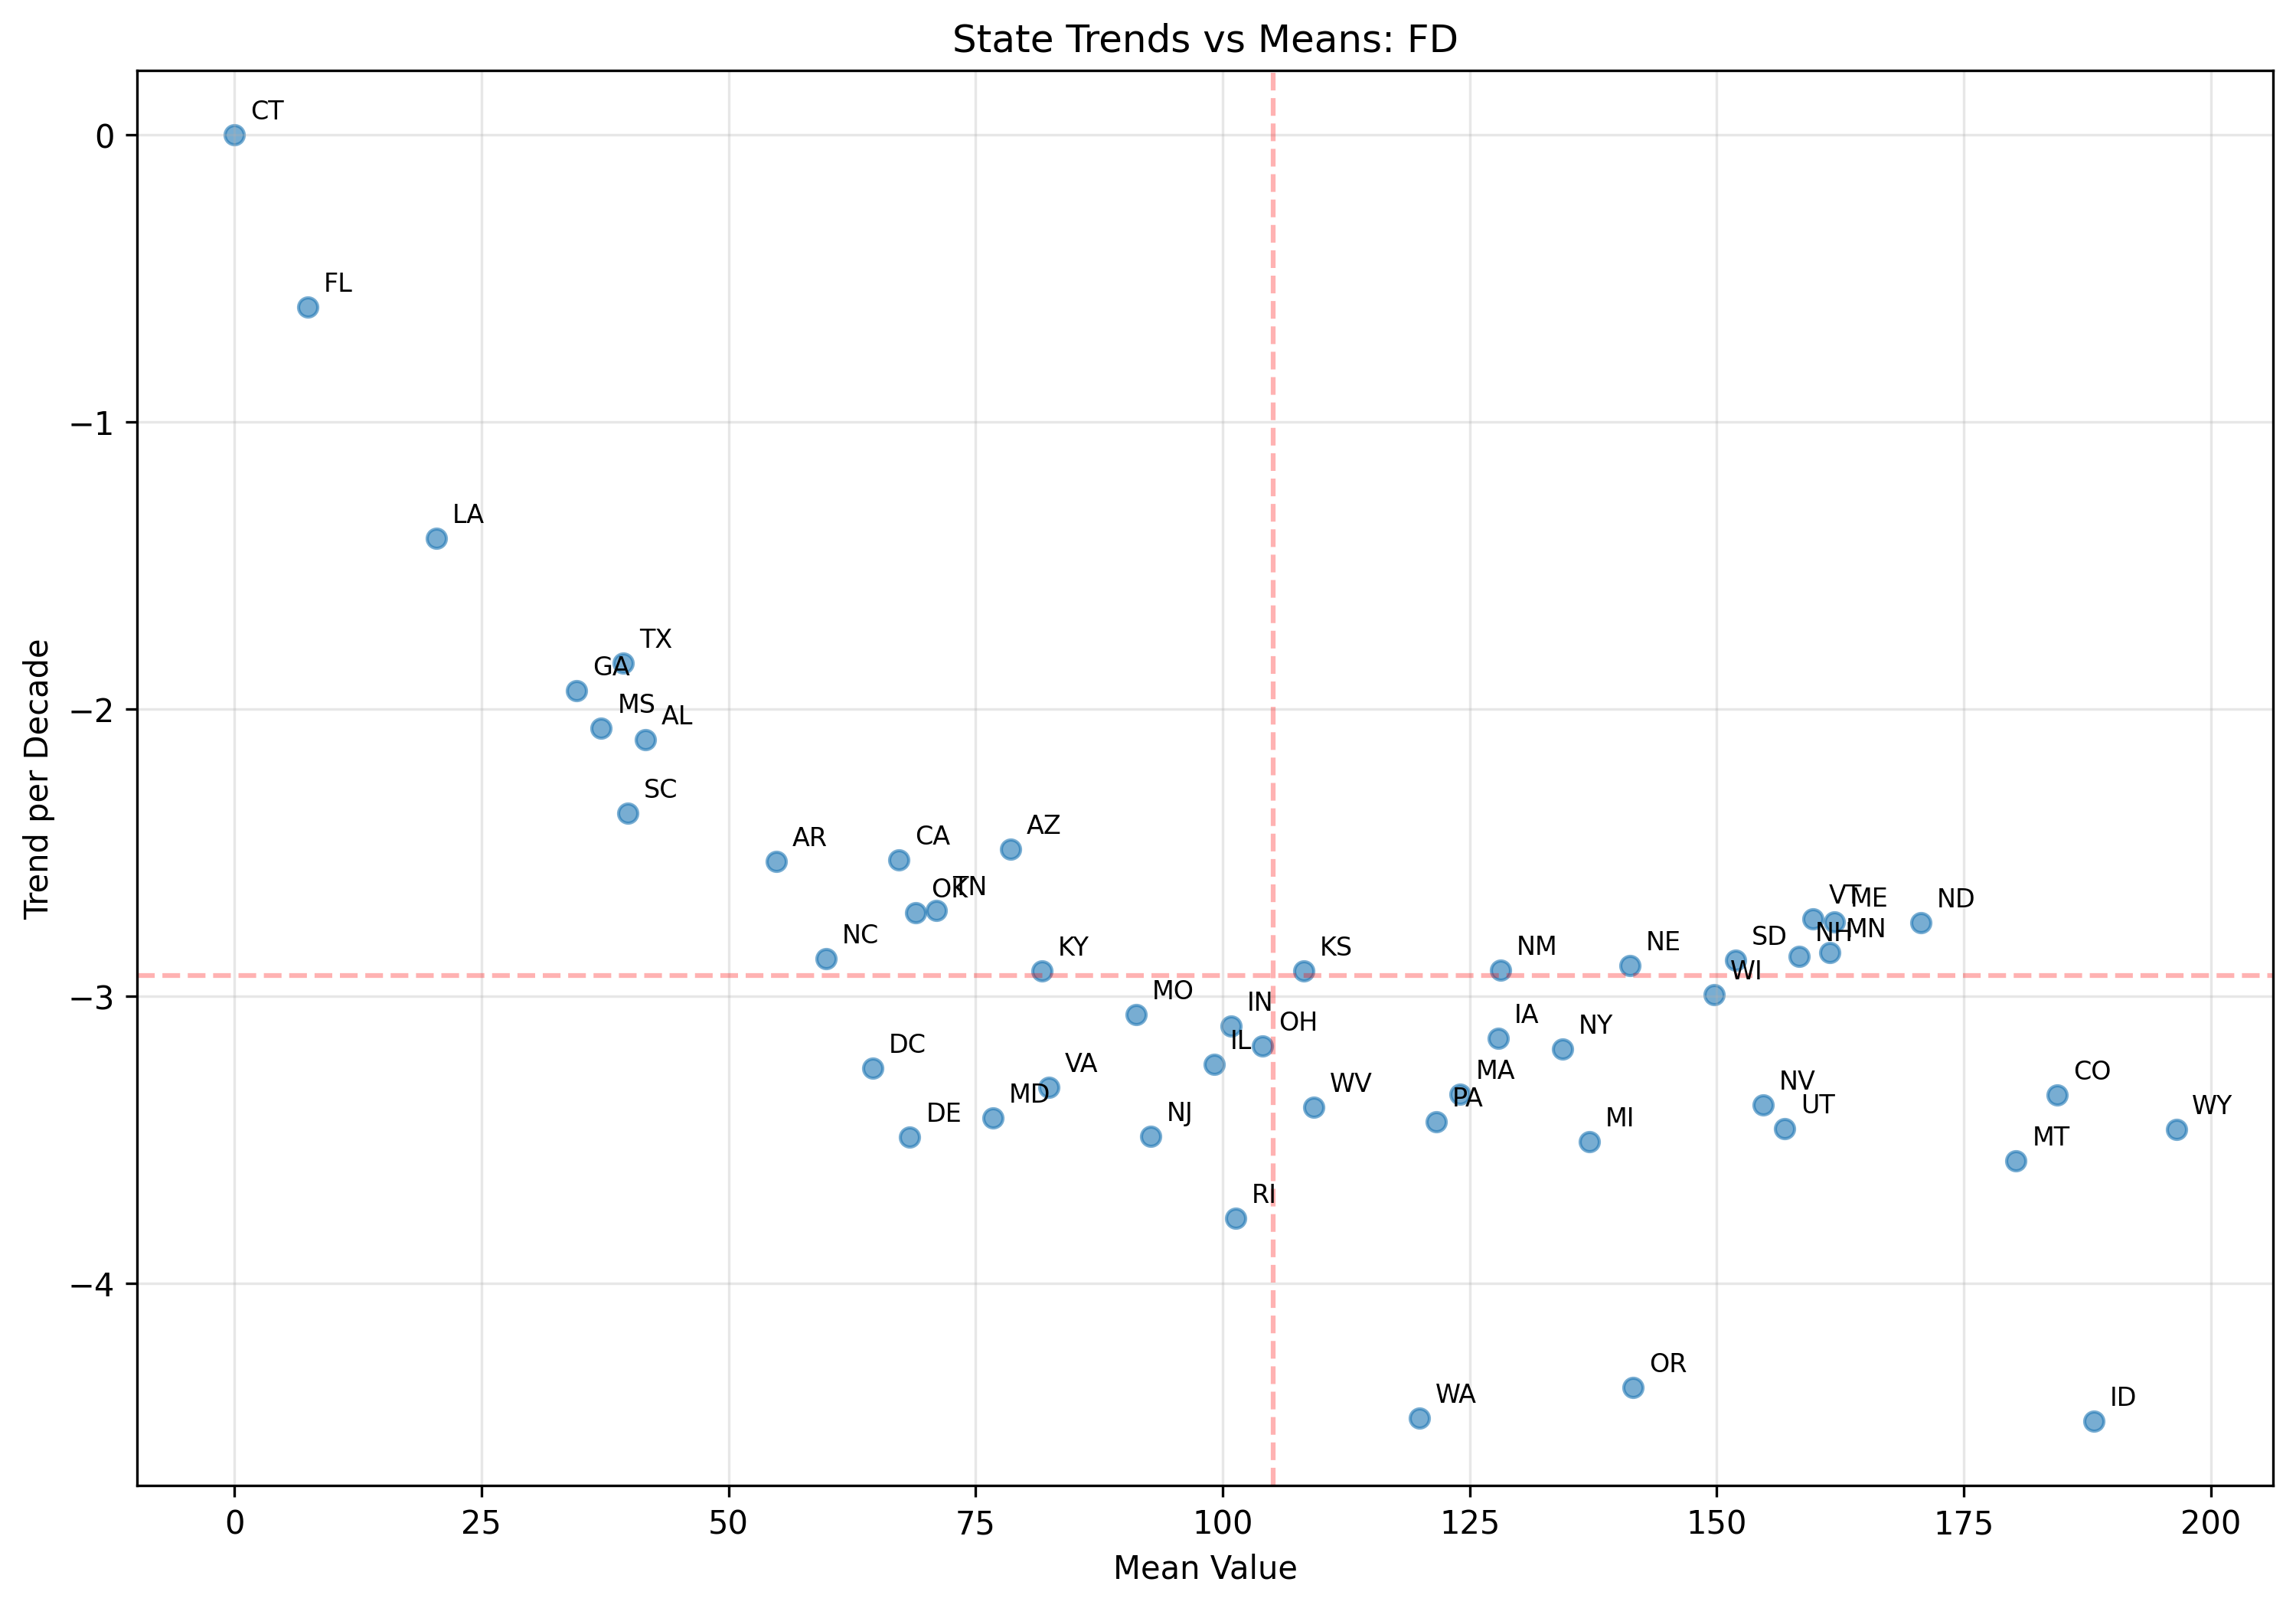 State Trends vs Means: FD
CT
0
FL
−1
LA
TX
GA
−2
MS
AL
SC
AR
CA
AZ
OK
TN
NC
KY
KS
NM
NE
SD
NH
VT
ME
MN
ND
WI
−3
MO
IN
OH
IL
IA
NY
DC
VA
MA
PA
WV
NV
UT
CO
WY
DE
MD
NJ
MI
MT
RI
−4
OR
WA
ID
Trend per Decade
0 25 50 75 100 125 150 175 200
Mean Value